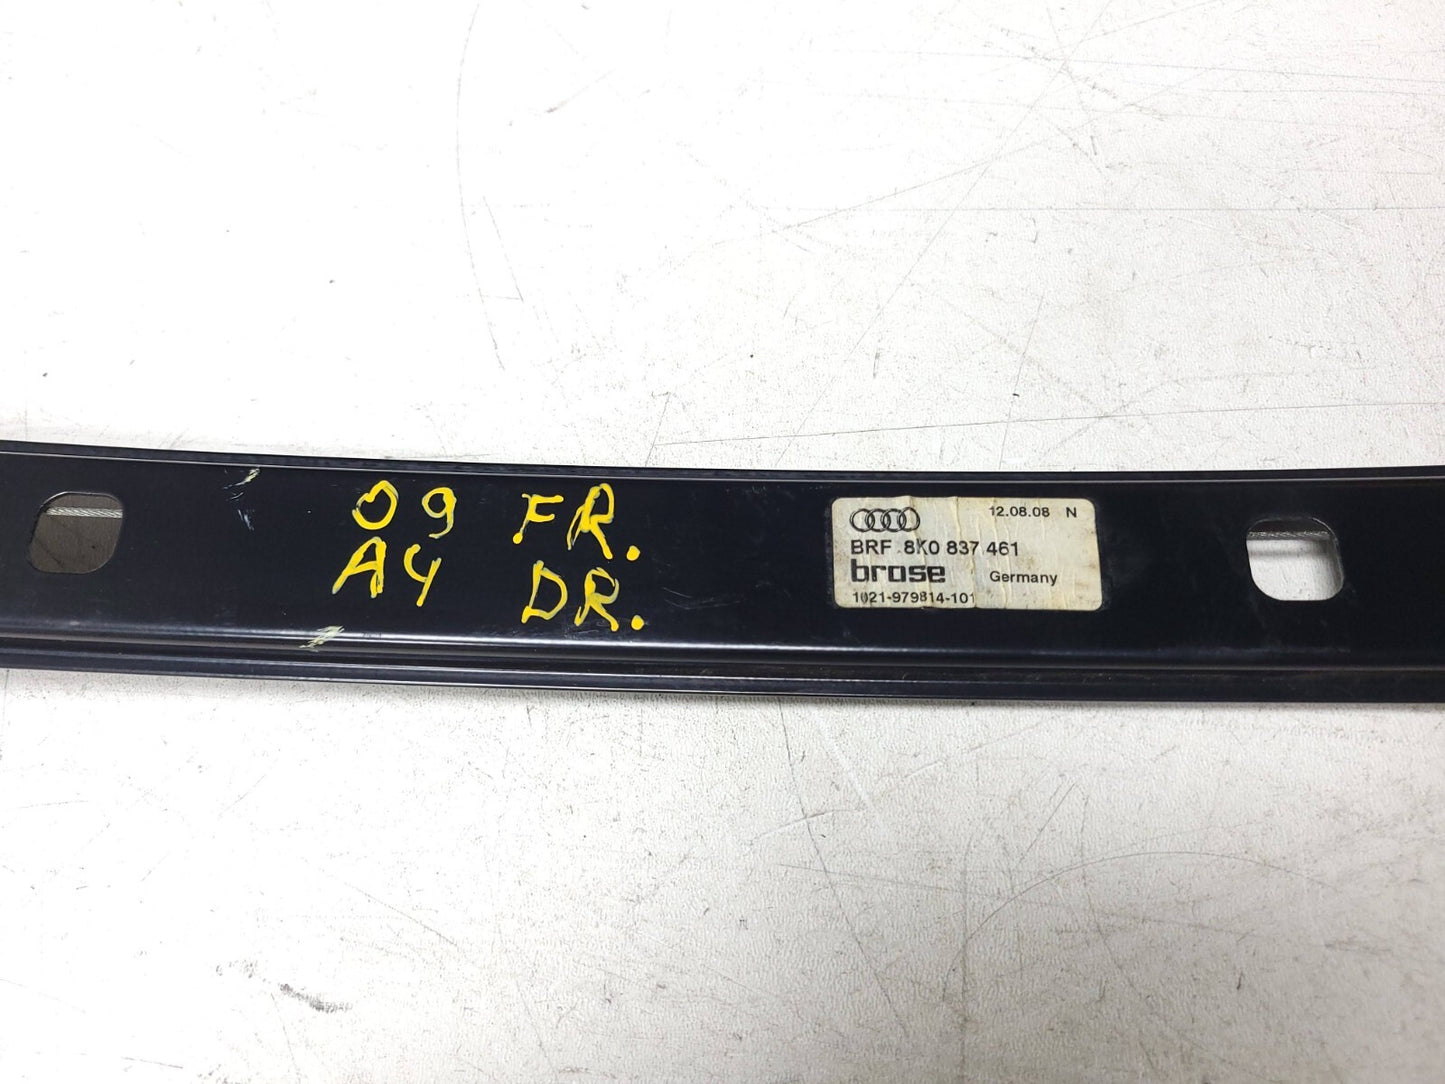 09 FR.
A4 DR.
12.08.08 N
BRF 8K0 837 461
brose Germany
1021-979814-101